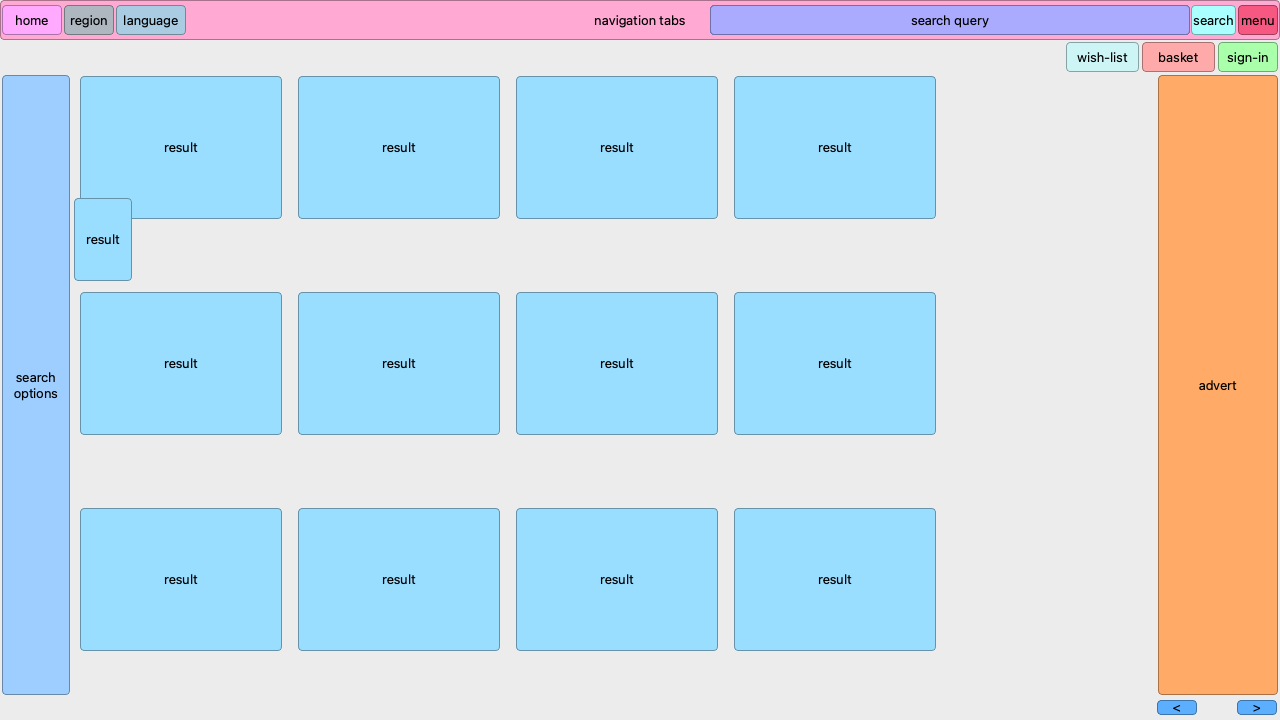 home
region
language
navigation tabs
search query
search
menu
wish-list
basket
sign-in
result
result
result
result
result
result
result
result
result
search
options
advert
result
result
result
result
<
>